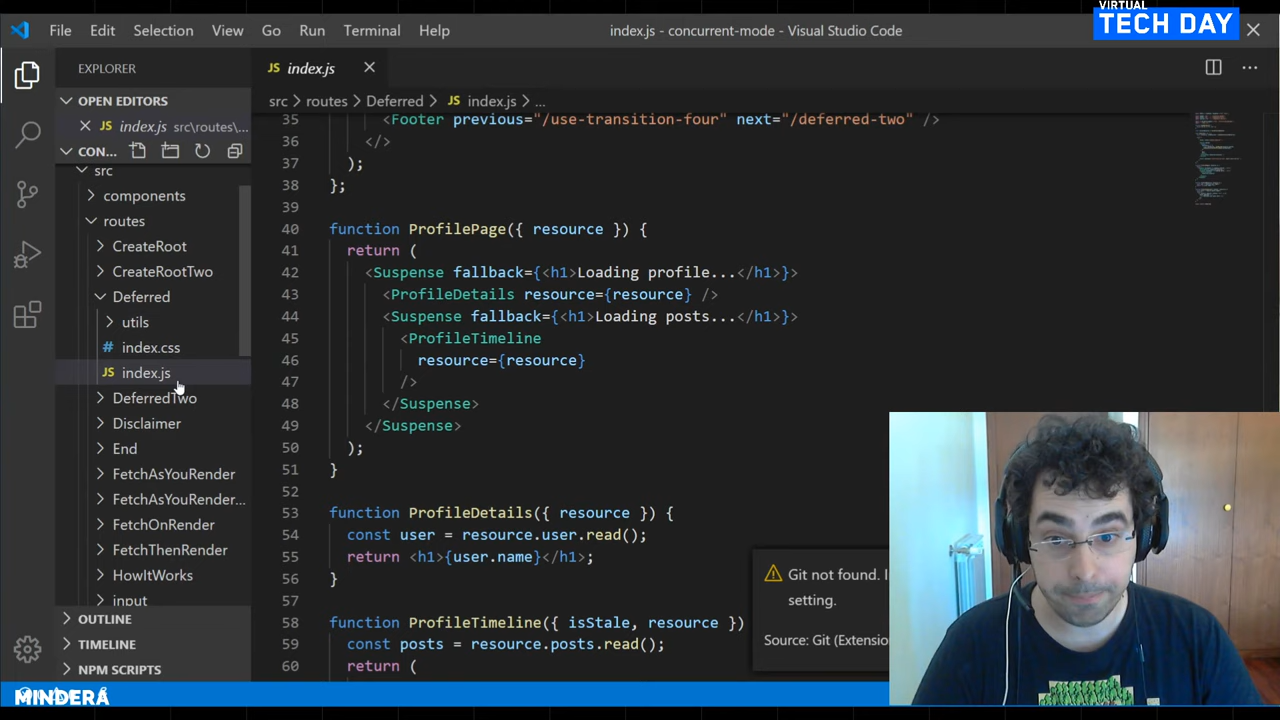 VIRTUAL
TECH DAY
File Edit Selection View Go Run Terminal Help
index.js - concurrent-mode - Visual Studio Code
EXPLORER
JS index.js
OPEN EDITORS
JS index.js src\routes\...
CON...
src
components
routes
CreateRoot
CreateRootTwo
Deferred
utils
# index.css
JS index.js
DeferredTwo
Disclaimer
End
FetchAsYouRender
FetchAsYouRender...
FetchOnRender
FetchThenRender
HowItWorks
input
OUTLINE
TIMELINE
NPM SCRIPTS
src > routes > Deferred > JS index.js > ...
35 <Footer previous="/use-transition-four" next="/deferred-two" />
36 </>
37 );
38 };
39
40 function ProfilePage({ resource }) {
41 return (
42 <Suspense fallback={<h1>Loading profile...</h1>}>
43 <ProfileDetails resource={resource} />
44 <Suspense fallback={<h1>Loading posts...</h1>}>
45 <ProfileTimeline
46 resource={resource}
47 />
48 </Suspense>
49 </Suspense>
50 );
51 }
52
53 function ProfileDetails({ resource }) {
54 const user = resource.user.read();
55 return <h1>{user.name}</h1>;
56 }
57
58 function ProfileTimeline({ isStale, resource })
59 const posts = resource.posts.read();
60 return (
Git not found. I
setting.
Source: Git (Extensio
MINDERA